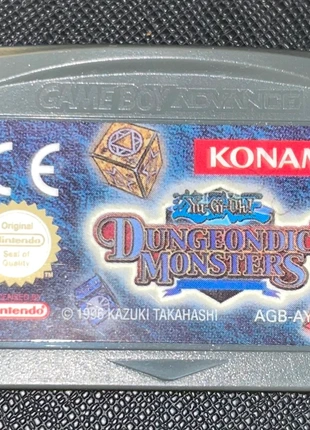 GAME BOY ADVANCE
CE
KONAM
Yu-Gi-Oh!
DUNGEONDIC
MONSTERS
Original
Nintendo
Seal of
Quality
TM
Nintendo
© 1996 KAZUKI TAKAHASHI
AGB-AY